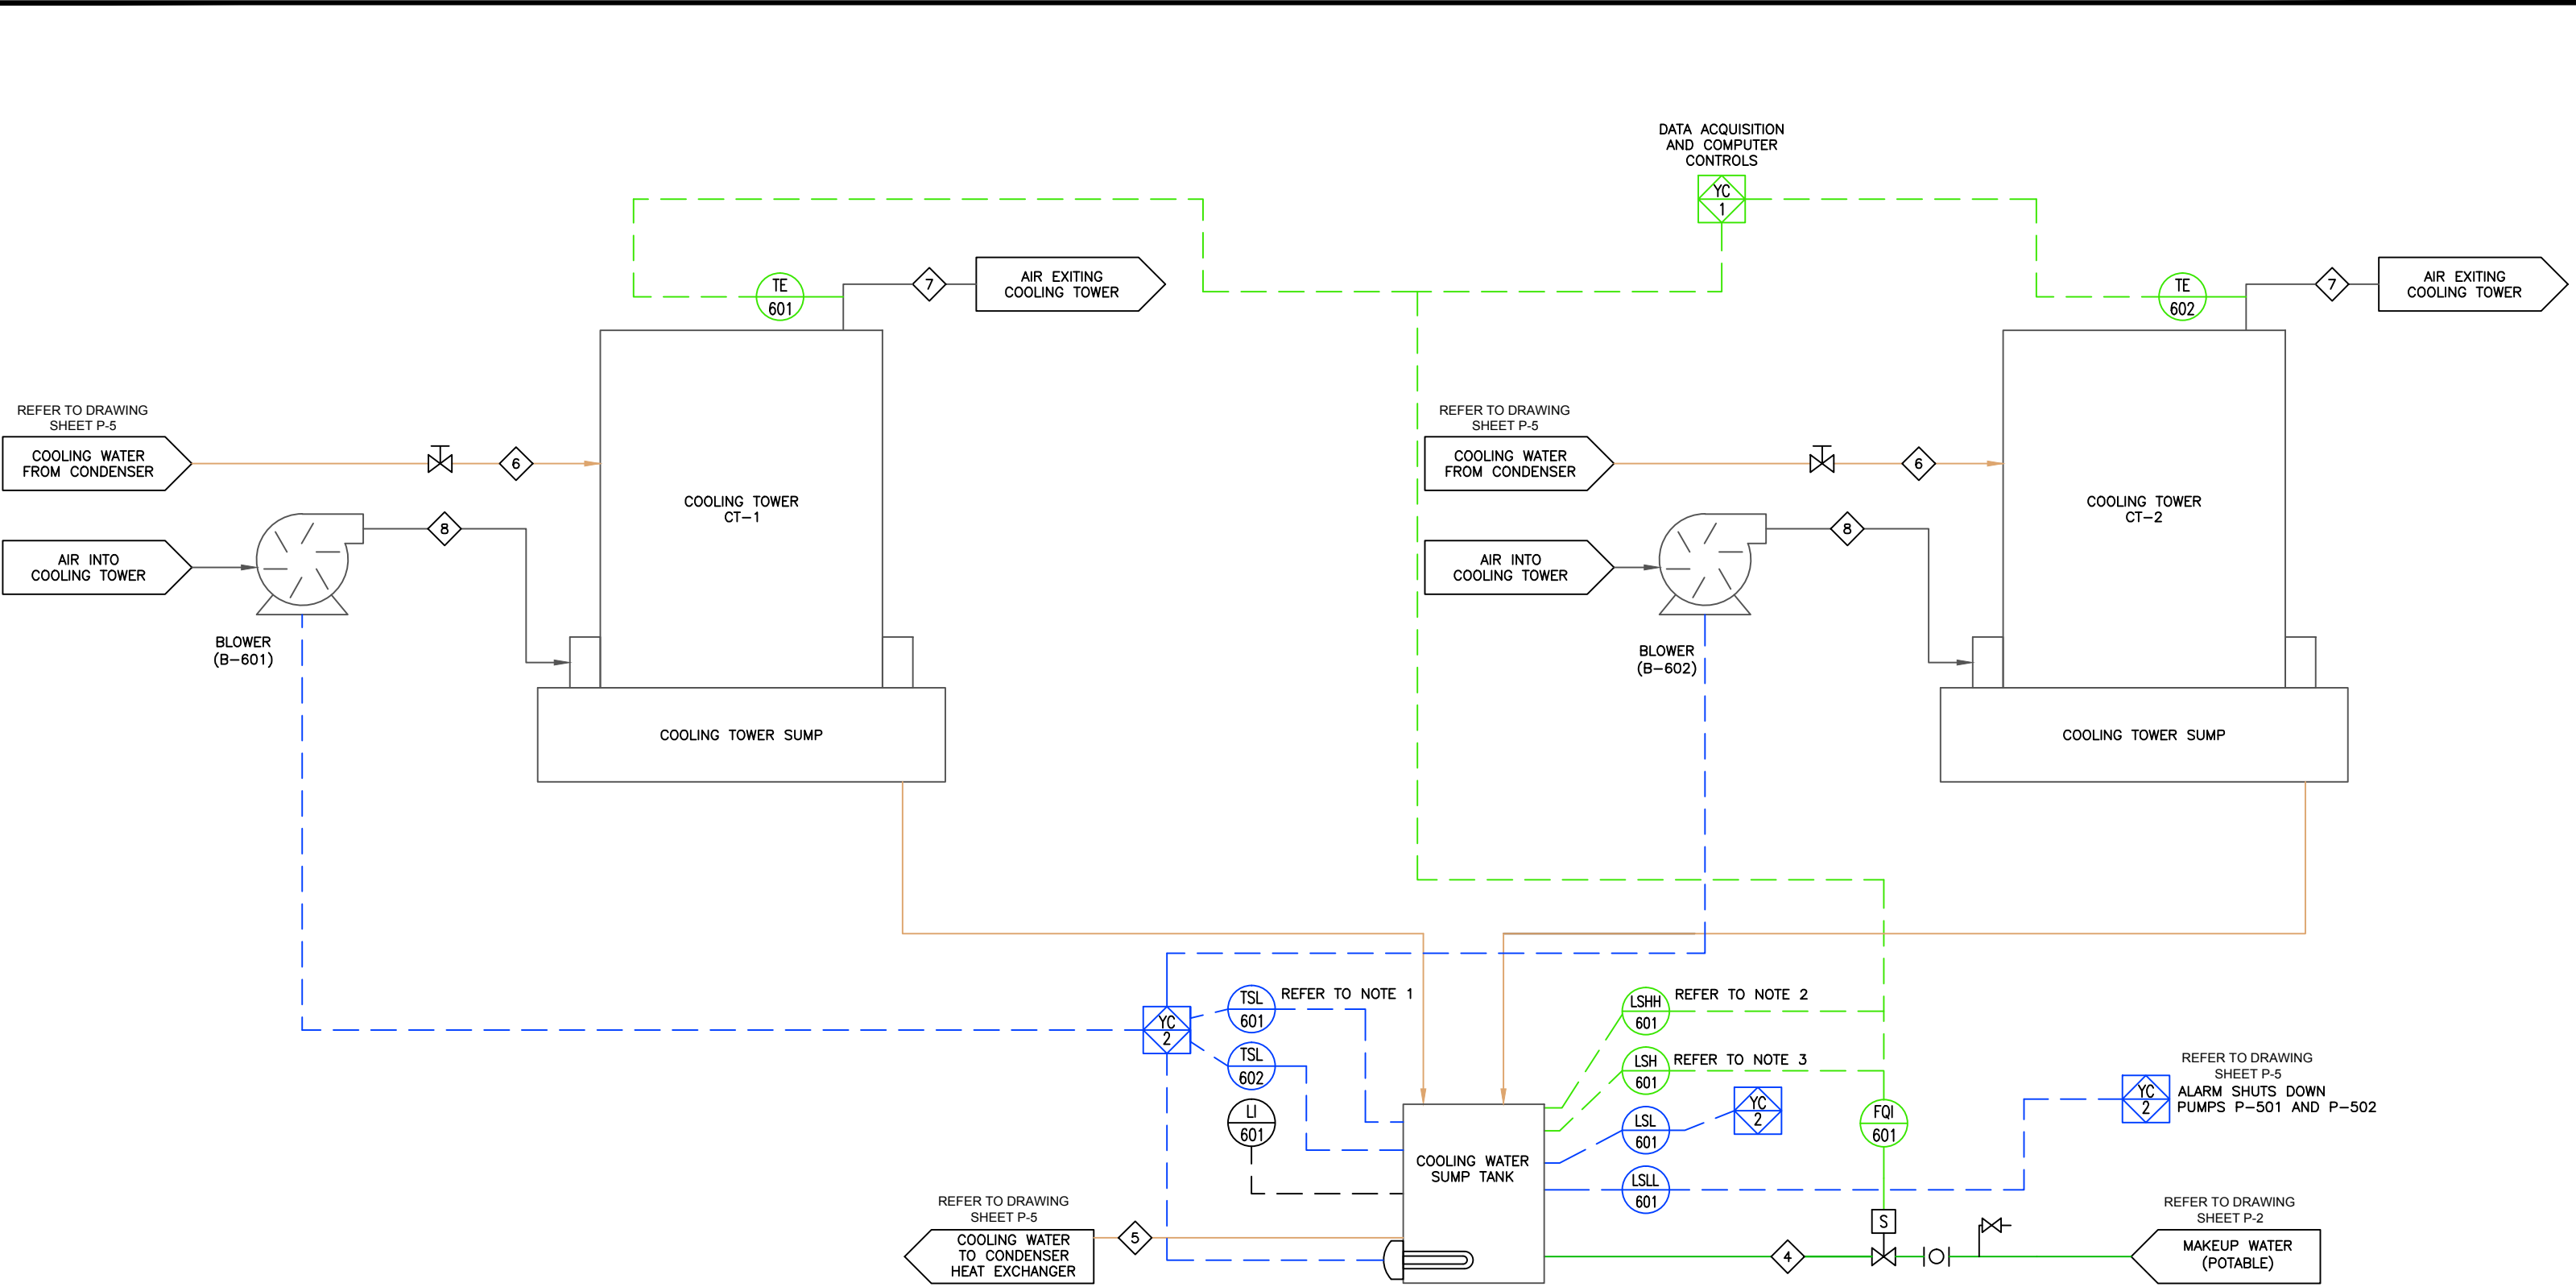 DATA ACQUISITION
AND COMPUTER
CONTROLS
YC
1
TE
601
7
AIR EXITING
COOLING TOWER
TE
602
7
AIR EXITING
COOLING TOWER
REFER TO DRAWING
SHEET P-5
COOLING WATER
FROM CONDENSER
6
COOLING TOWER
CT-1
REFER TO DRAWING
SHEET P-5
COOLING WATER
FROM CONDENSER
6
COOLING TOWER
CT-2
8
AIR INTO
COOLING TOWER
BLOWER
(B-601)
8
AIR INTO
COOLING TOWER
BLOWER
(B-602)
COOLING TOWER SUMP
COOLING TOWER SUMP
YC
2
TSL
601
REFER TO NOTE 1
TSL
602
LI
601
LSHH
601
REFER TO NOTE 2
LSH
601
REFER TO NOTE 3
LSL
601
YC
2
LSLL
601
FQI
601
REFER TO DRAWING
SHEET P-5
YC
2
ALARM SHUTS DOWN
PUMPS P-501 AND P-502
COOLING WATER
SUMP TANK
REFER TO DRAWING
SHEET P-5
COOLING WATER
TO CONDENSER
HEAT EXCHANGER
5
4
S
REFER TO DRAWING
SHEET P-2
MAKEUP WATER
(POTABLE)